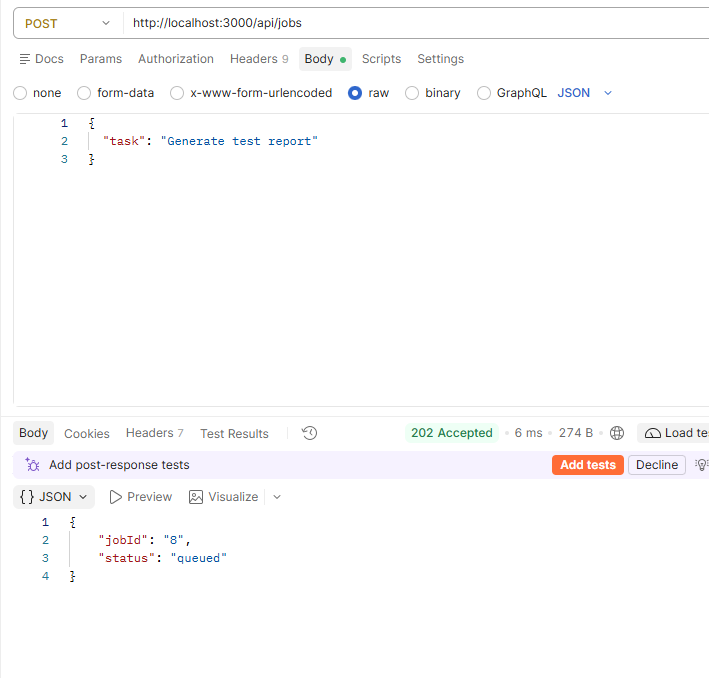 POST http://localhost:3000/api/jobs
Docs Params Authorization Headers 9 Body Scripts Settings
none form-data x-www-form-urlencoded raw binary GraphQL JSON
1 {
2 "task": "Generate test report"
3 }
Body Cookies Headers 7 Test Results 202 Accepted • 6 ms • 274 B • Load te
Add post-response tests Add tests Decline
{ } JSON Preview Visualize
1 {
2 "jobId": "8",
3 "status": "queued"
4 }